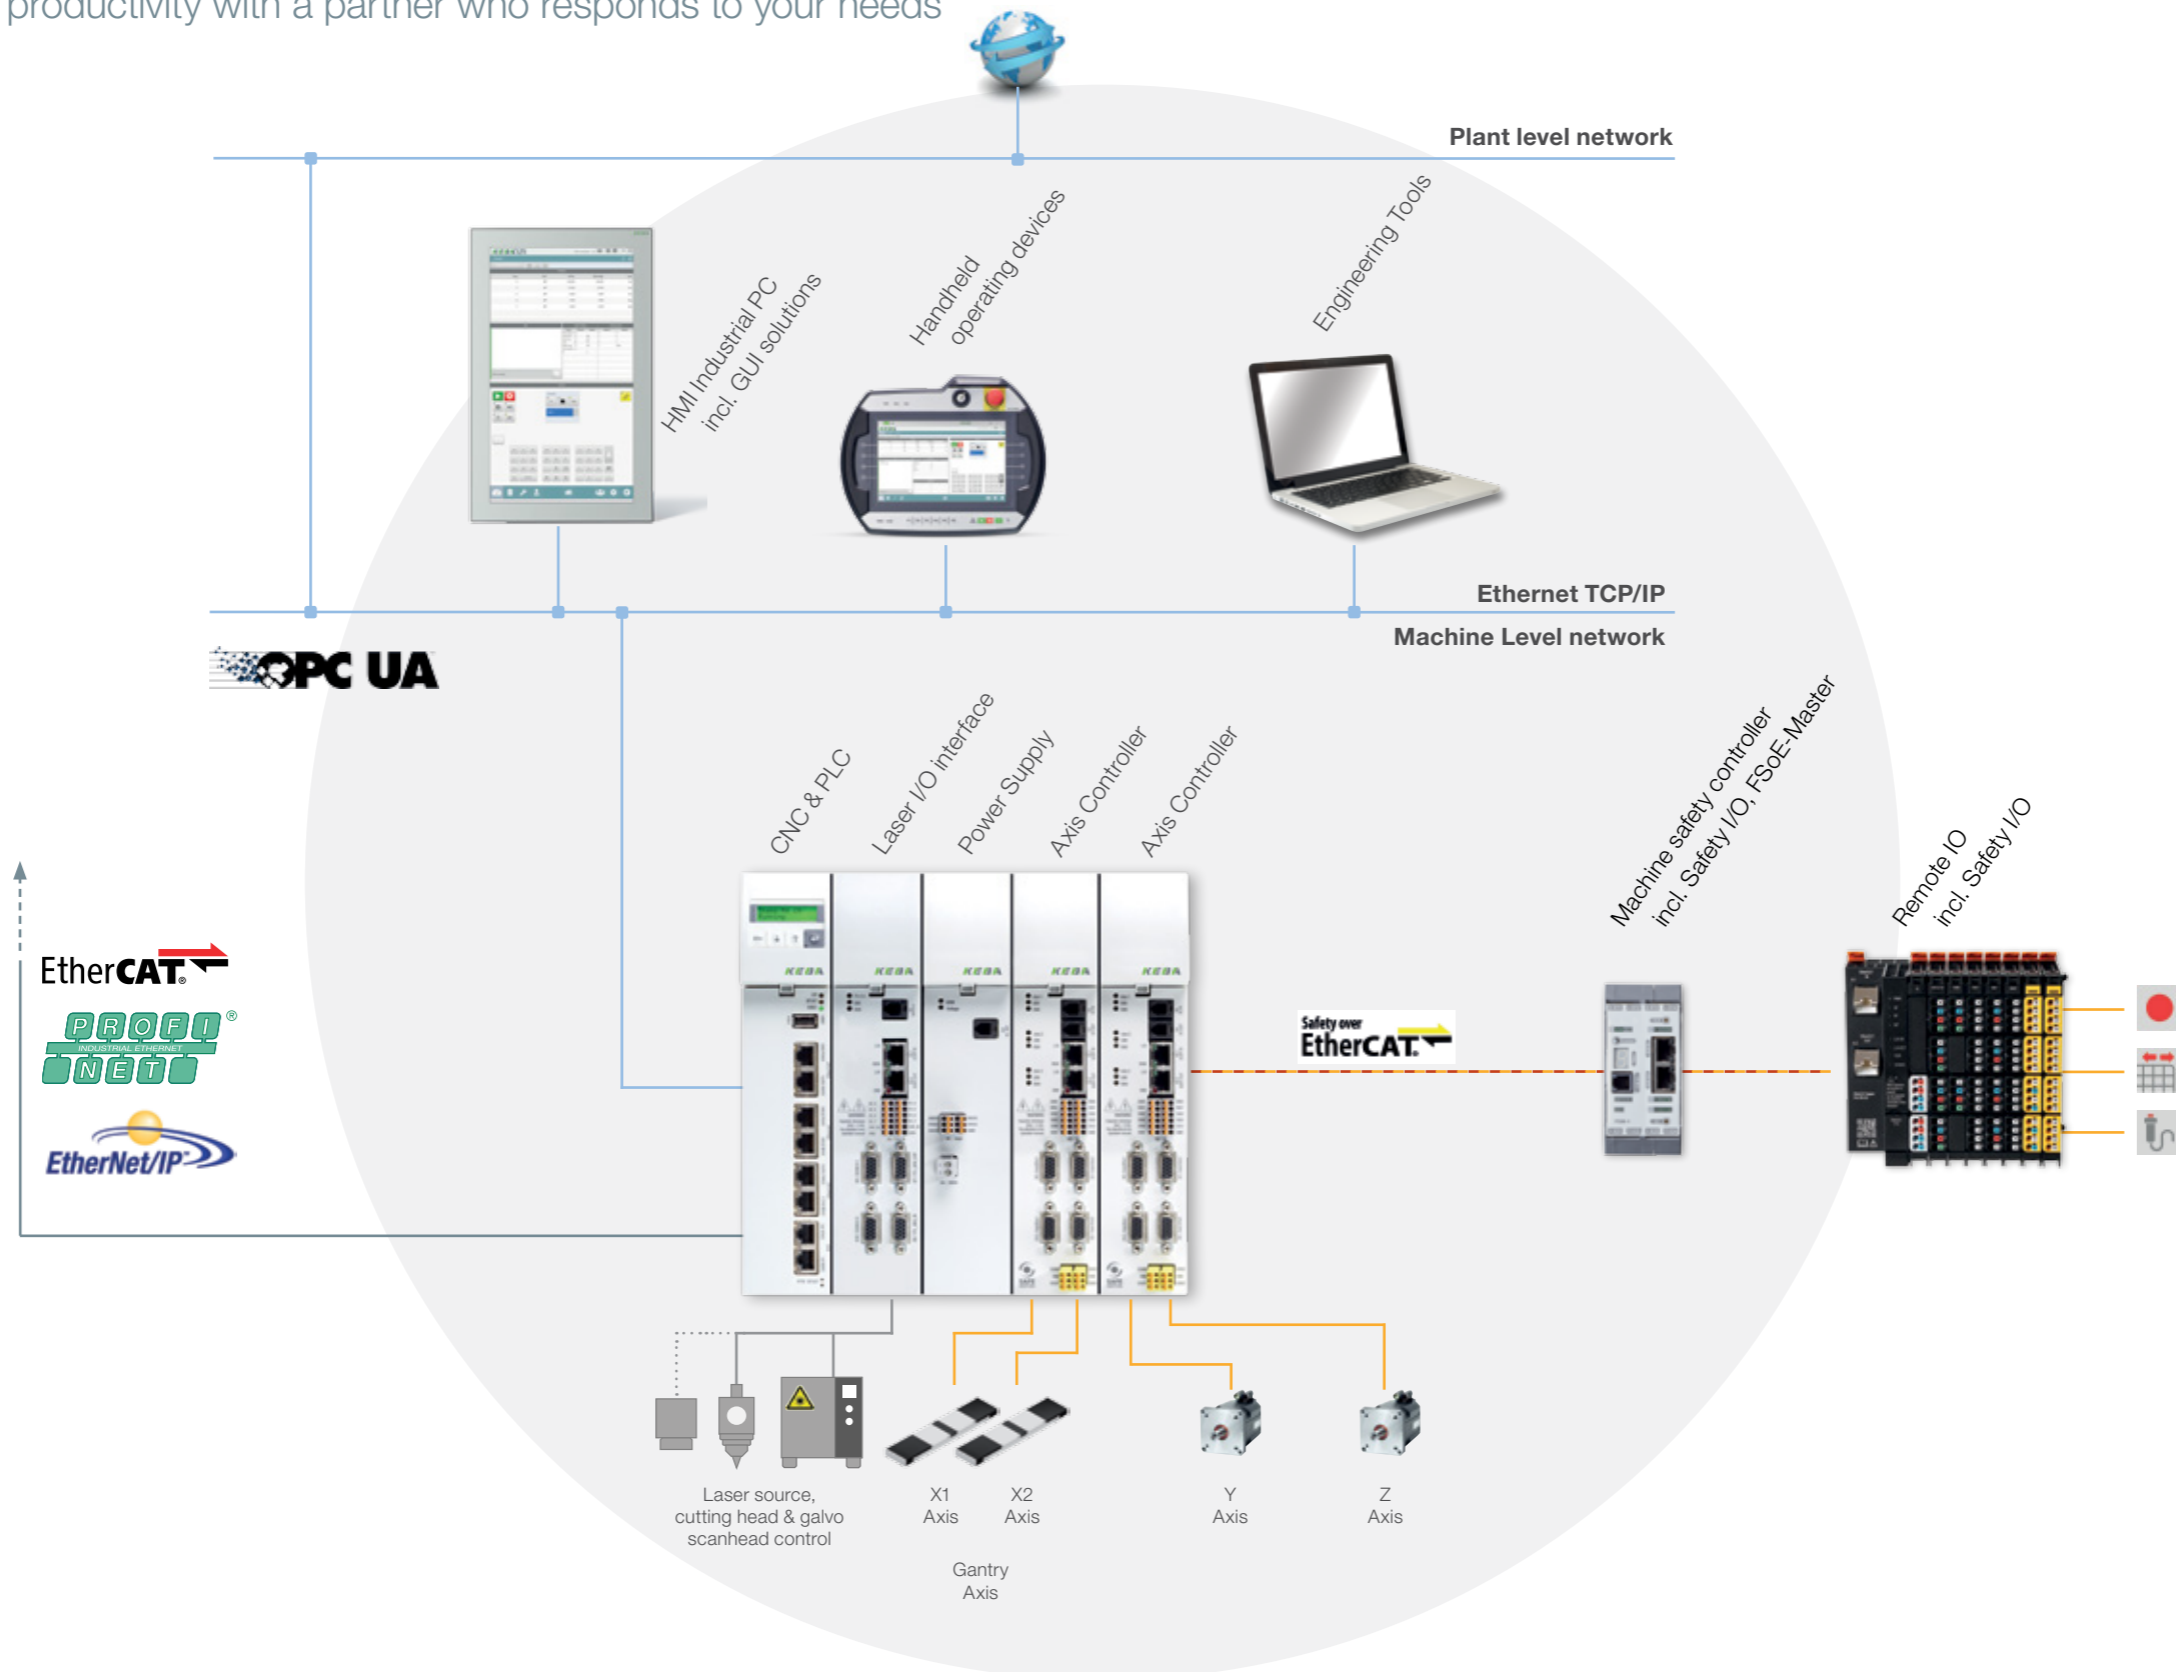 productivity with a partner who responds to your needs
Plant level network
HMI Industrial PC
incl. GUI solutions
Handheld
operating devices
Engineering Tools
Ethernet TCP/IP
Machine Level network
OPC UA
CNC & PLC
Laser I/O interface
Power Supply
Axis Controller
Axis Controller
Machine safety controller
incl. Safety I/O, FSoE-Master
Remote IO
incl. Safety I/O
EtherCAT®
PROFI®
INDUSTRIAL ETHERNET
NET
EtherNet/IP™
KEBA
KEBA
KEBA
KEBA
KEBA
Safety over
EtherCAT®
Laser source,
cutting head & galvo
scanhead control
X1
Axis
X2
Axis
Gantry
Axis
Y
Axis
Z
Axis